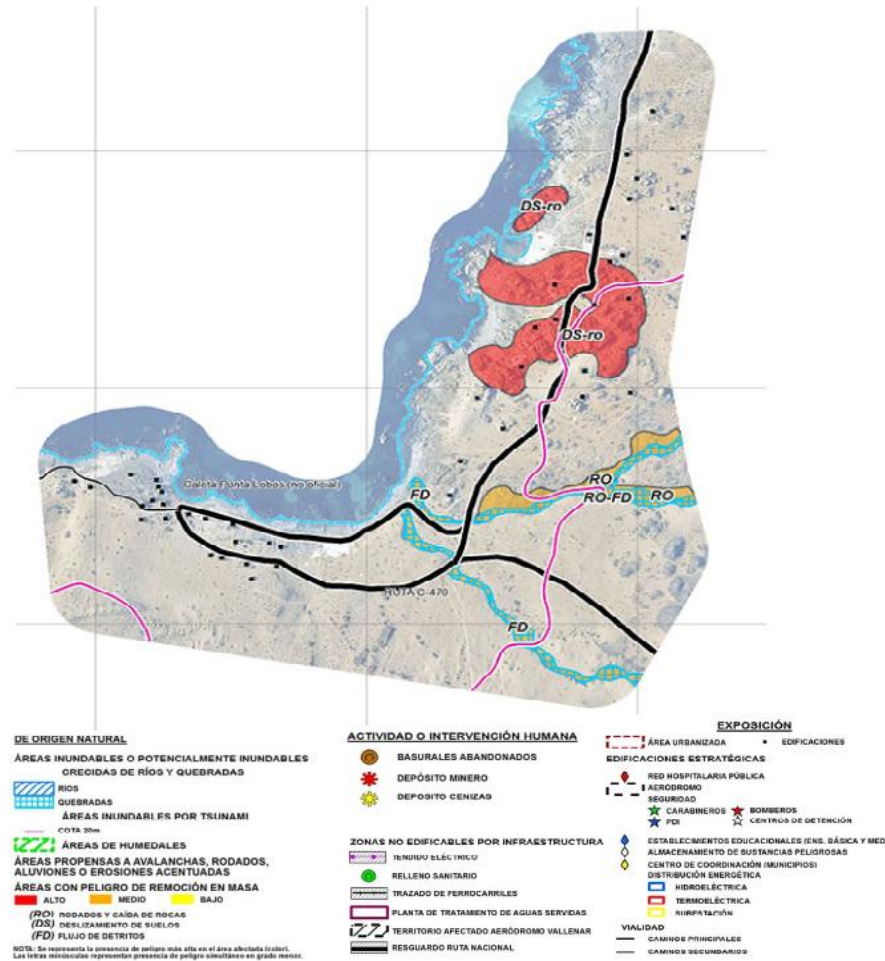 DS-ro
DS-ro
Caleta Punta Lobos (no oficial)
FD
RO
RO-FD
RO
RUTA C-470
FD
DE ORIGEN NATURAL
ÁREAS INUNDABLES O POTENCIALMENTE INUNDABLES
CRECIDAS DE RÍOS Y QUEBRADAS
RIOS
QUEBRADAS
ÁREAS INUNDABLES POR TSUNAMI
COTA 20m
ÁREAS DE HUMEDALES
ÁREAS PROPENSAS A AVALANCHAS, RODADOS,
ALUVIONES O EROSIONES ACENTUADAS
ÁREAS CON PELIGRO DE REMOCIÓN EN MASA
ALTO MEDIO BAJO
(RO) RODADOS Y CAÍDA DE ROCAS
(DS) DESLIZAMIENTO DE SUELOS
(FD) FLUJO DE DETRITOS
NOTA: Se representa la presencia de peligro más alta en el área afectada (color).
Las letras minúsculas representan presencia de peligro simultáneo en grado menor.
ACTIVIDAD O INTERVENCIÓN HUMANA
BASURALES ABANDONADOS
DEPÓSITO MINERO
DEPOSITO CENIZAS
ZONAS NO EDIFICABLES POR INFRAESTRUCTURA
TENDIDO ELÉCTRICO
RELLENO SANITARIO
TRAZADO DE FERROCARRILES
PLANTA DE TRATAMIENTO DE AGUAS SERVIDAS
TERRITORIO AFECTADO AERÓDROMO VALLENAR
RESGUARDO RUTA NACIONAL
EXPOSICIÓN
ÁREA URBANIZADA EDIFICACIONES
EDIFICACIONES ESTRATÉGICAS
RED HOSPITALARIA PÚBLICA
AERODROMO
SEGURIDAD
CARABINEROS BOMBEROS
PDI CENTROS DE DETENCIÓN
ESTABLECIMIENTOS EDUCACIONALES (ENS. BÁSICA Y MED
ALMACENAMIENTO DE SUSTANCIAS PELIGROSAS
CENTRO DE COORDINACIÓN (MUNICIPIOS)
DISTRIBUCIÓN ENERGÉTICA
HIDROELÉCTRICA
TERMOELÉCTRICA
SUBESTACIÓN
VIALIDAD
CAMINOS PRINCIPALES
CAMINOS SECUNDARIOS